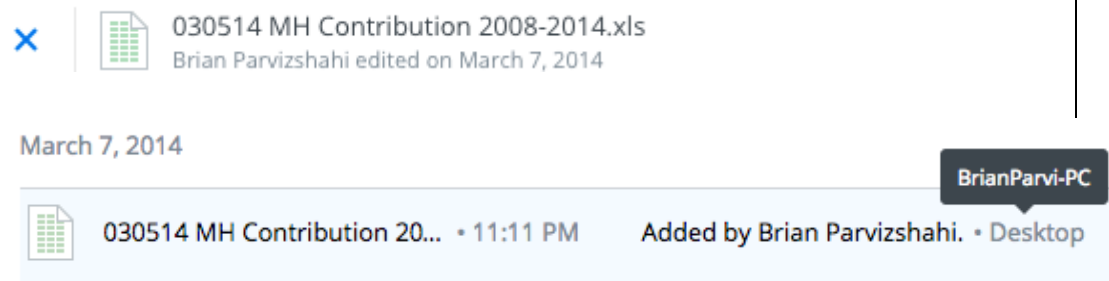 030514 MH Contribution 2008-2014.xls
Brian Parvizshahi edited on March 7, 2014
March 7, 2014
BrianParvi-PC
030514 MH Contribution 20... • 11:11 PM Added by Brian Parvizshahi. • Desktop